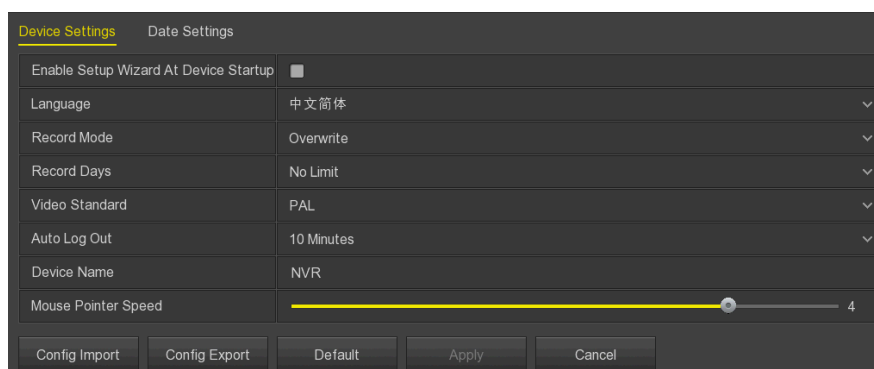 Device Settings Date Settings
Enable Setup Wizard At Device Startup
Language 中文简体
Record Mode Overwrite
Record Days No Limit
Video Standard PAL
Auto Log Out 10 Minutes
Device Name NVR
Mouse Pointer Speed 4
Config Import Config Export Default Apply Cancel